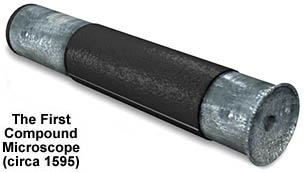 The First
Compound
Microscope
(circa 1595)